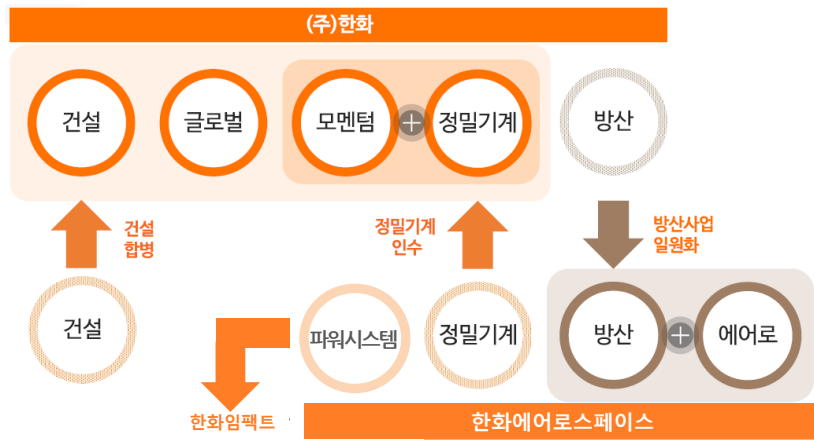 (주)한화
건설
글로벌
모멘텀
정밀기계
방산
건설
합병
정밀기계
인수
방산사업
일원화
건설
파워시스템
정밀기계
방산
에어로
한화임팩트
한화에어로스페이스